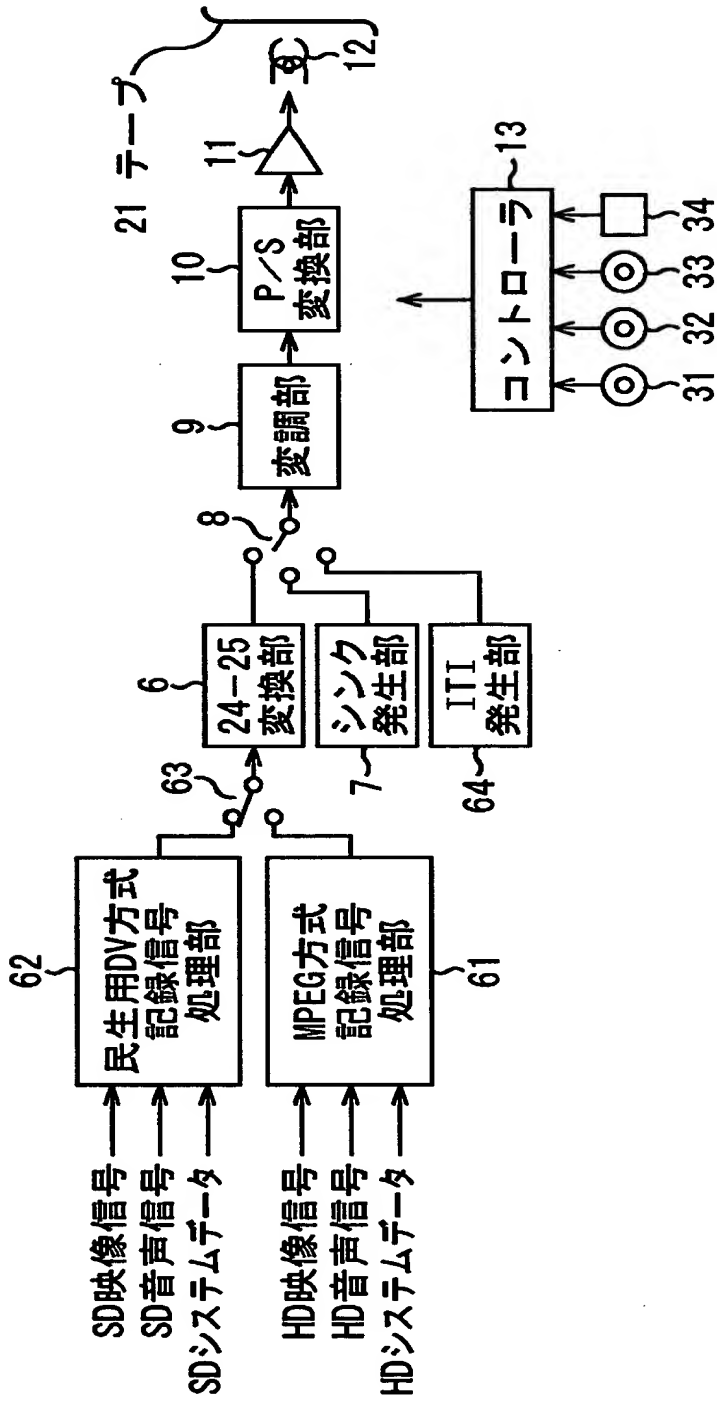 SD映像信号
SD音声信号
SDシステムデータ
62
民生用DV方式
記録信号
処理部
HD映像信号
HD音声信号
HDシステムデータ
MPEG方式
記録信号
処理部
61
63
6
24-25
変換部
シンク
発生部
7
ITI
発生部
64
8
9
変調部
10
P/S
変換部
11
12
21 テープ
13
コントローラ
31
32
33
34